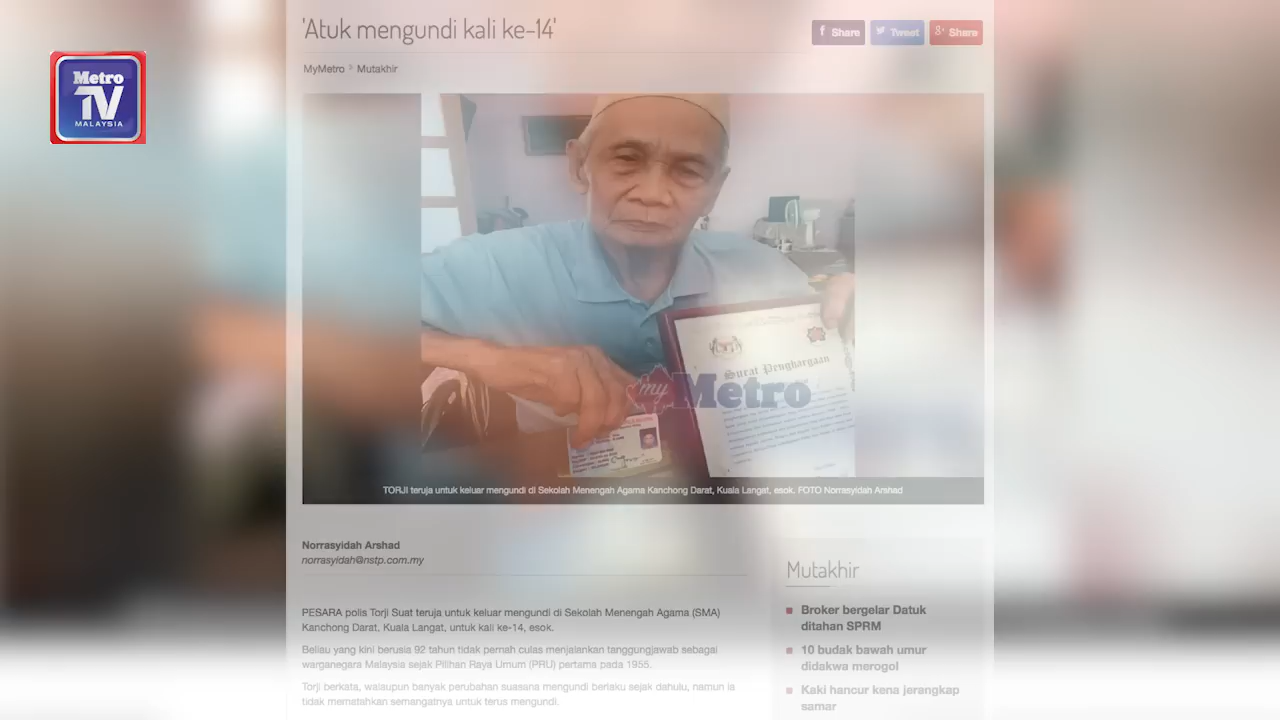 'Atuk mengundi kali ke-14'
Share
Tweet
Share
MyMetro > Mutakhir
Metro
TV
MALAYSIA
Surat Penghargaan
my Metro
TORJI teruja untuk keluar mengundi di Sekolah Menengah Agama Kanchong Darat, Kuala Langat, esok. FOTO Norrasyidah Arshad
Norrasyidah Arshad
norrasyidah@nstp.com.my
PESARA polis Torji Suat teruja untuk keluar mengundi di Sekolah Menengah Agama (SMA)
Kanchong Darat, Kuala Langat, untuk kali ke-14, esok.
Beliau yang kini berusia 92 tahun tidak pernah culas menjalankan tanggungjawab sebagai
warganegara Malaysia sejak Pilihan Raya Umum (PRU) pertama pada 1955.
Torji berkata, walaupun banyak perubahan suasana mengundi berlaku sejak dahulu, namun ia
tidak mematahkan semangatnya untuk terus mengundi.
Mutakhir
Broker bergelar Datuk
ditahan SPRM
10 budak bawah umur
didakwa merogol
Kaki hancur kena jerangkap
samar